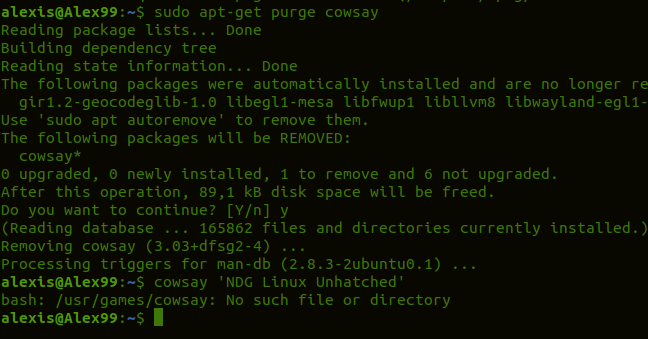 alexis@Alex99:~$ sudo apt-get purge cowsay
Reading package lists... Done
Building dependency tree
Reading state information... Done
The following packages were automatically installed and are no longer re
  gir1.2-geocodeglib-1.0 libegl1-mesa libfwup1 libllvm8 libwayland-egl1-
Use 'sudo apt autoremove' to remove them.
The following packages will be REMOVED:
  cowsay*
0 upgraded, 0 newly installed, 1 to remove and 6 not upgraded.
After this operation, 89,1 kB disk space will be freed.
Do you want to continue? [Y/n] y
(Reading database ... 165862 files and directories currently installed.)
Removing cowsay (3.03+dfsg2-4) ...
Processing triggers for man-db (2.8.3-2ubuntu0.1) ...
alexis@Alex99:~$ cowsay 'NDG Linux Unhatched'
bash: /usr/games/cowsay: No such file or directory
alexis@Alex99:~$